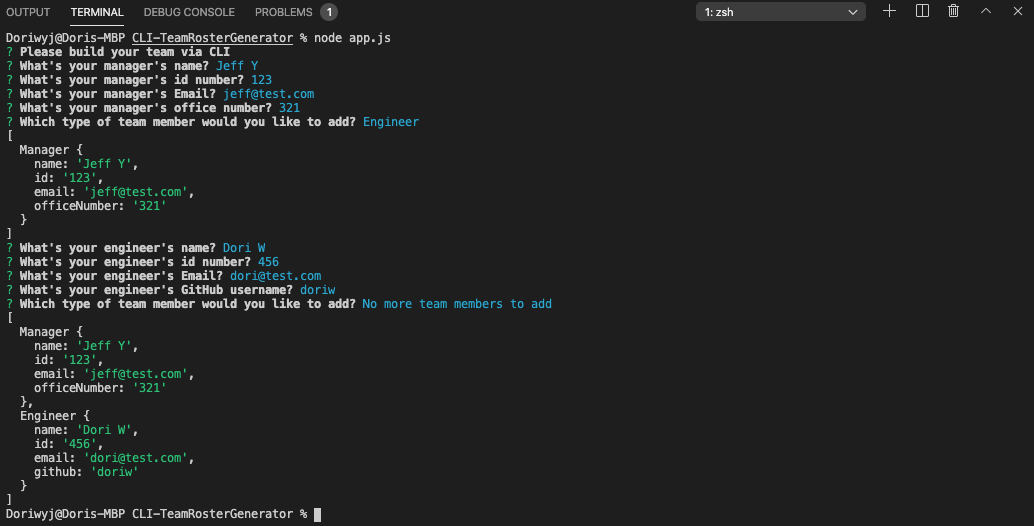 OUTPUT TERMINAL DEBUG CONSOLE PROBLEMS 1 1: zsh
Doriwyj@Doris-MBP CLI-TeamRosterGenerator % node app.js
? Please build your team via CLI
? What's your manager's name? Jeff Y
? What's your manager's id number? 123
? What's your manager's Email? jeff@test.com
? What's your manager's office number? 321
? Which type of team member would you like to add? Engineer
[
  Manager {
    name: 'Jeff Y',
    id: '123',
    email: 'jeff@test.com',
    officeNumber: '321'
  }
]
? What's your engineer's name? Dori W
? What's your engineer's id number? 456
? What's your engineer's Email? dori@test.com
? What's your engineer's GitHub username? doriw
? Which type of team member would you like to add? No more team members to add
[
  Manager {
    name: 'Jeff Y',
    id: '123',
    email: 'jeff@test.com',
    officeNumber: '321'
  },
  Engineer {
    name: 'Dori W',
    id: '456',
    email: 'dori@test.com',
    github: 'doriw'
  }
]
Doriwyj@Doris-MBP CLI-TeamRosterGenerator %